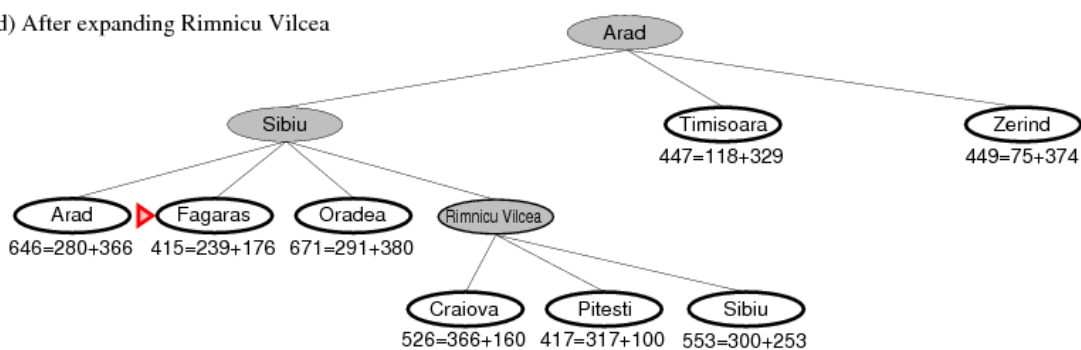 d) After expanding Rimnicu Vilcea
Arad
Sibiu
Timisoara
447=118+329
Zerind
449=75+374
Arad
646=280+366
Fagaras
415=239+176
Oradea
671=291+380
Rimnicu Vilcea
Craiova
526=366+160
Pitesti
417=317+100
Sibiu
553=300+253